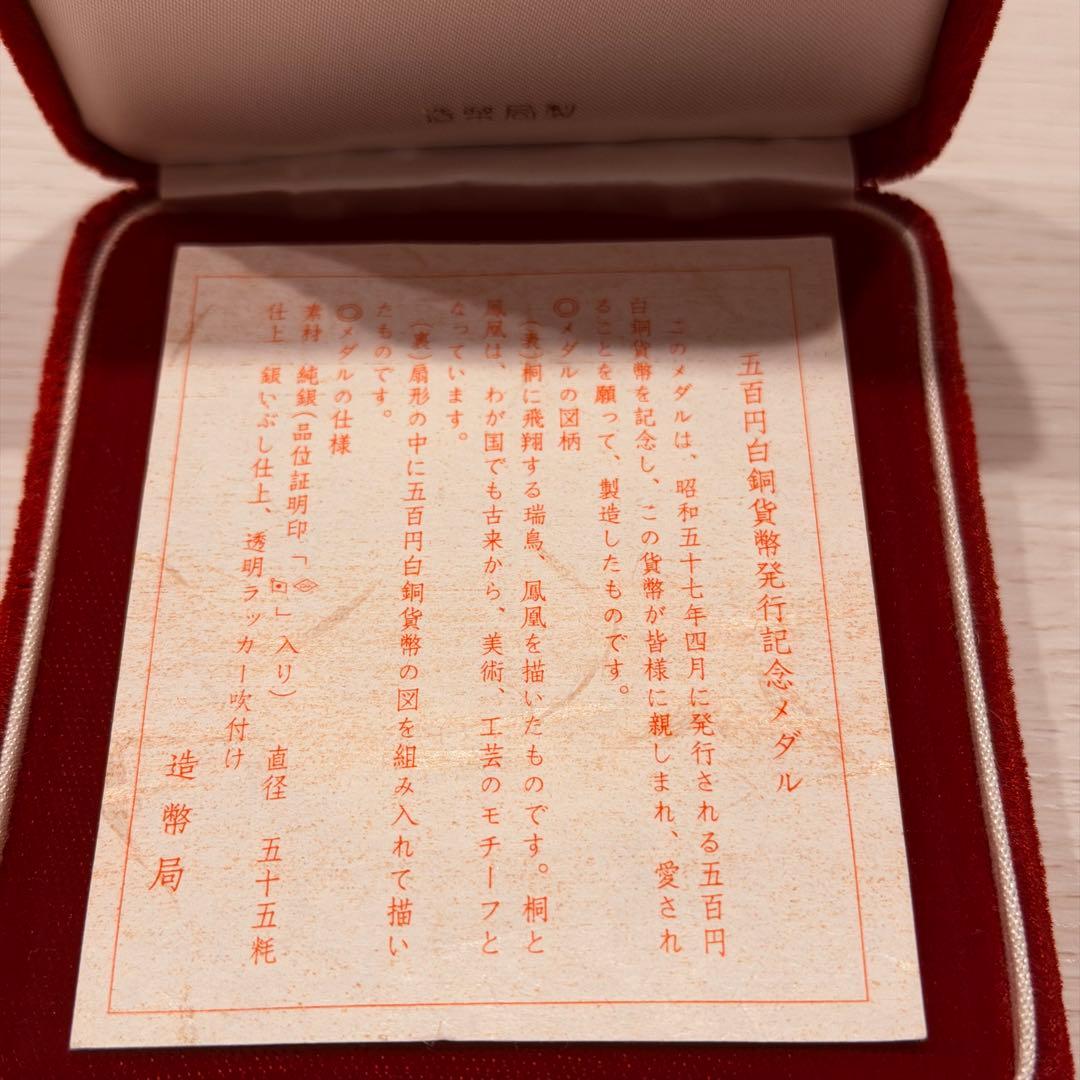 造幣局製
五百円白銅貨幣発行記念メダル
このメダルは、昭和五十七年四月に発行される五百円
白銅貨幣を記念し、この貨幣が皆様に親しまれ、愛され
ることを願って、製造したものです。
◎メダルの図柄
(表)桐に飛翔する瑞鳥、鳳凰を描いたものです。桐と
鳳凰は、わが国でも古来から、美術、工芸のモチーフと
なっています。
(裏)扇形の中に五百円白銅貨幣の図を組み入れて描い
たものです。
◎メダルの仕様
素材 純銀(品位証明印「」入り) 直径 五十五粍
仕上 銀いぶし仕上、透明ラッカー吹付け
造幣局